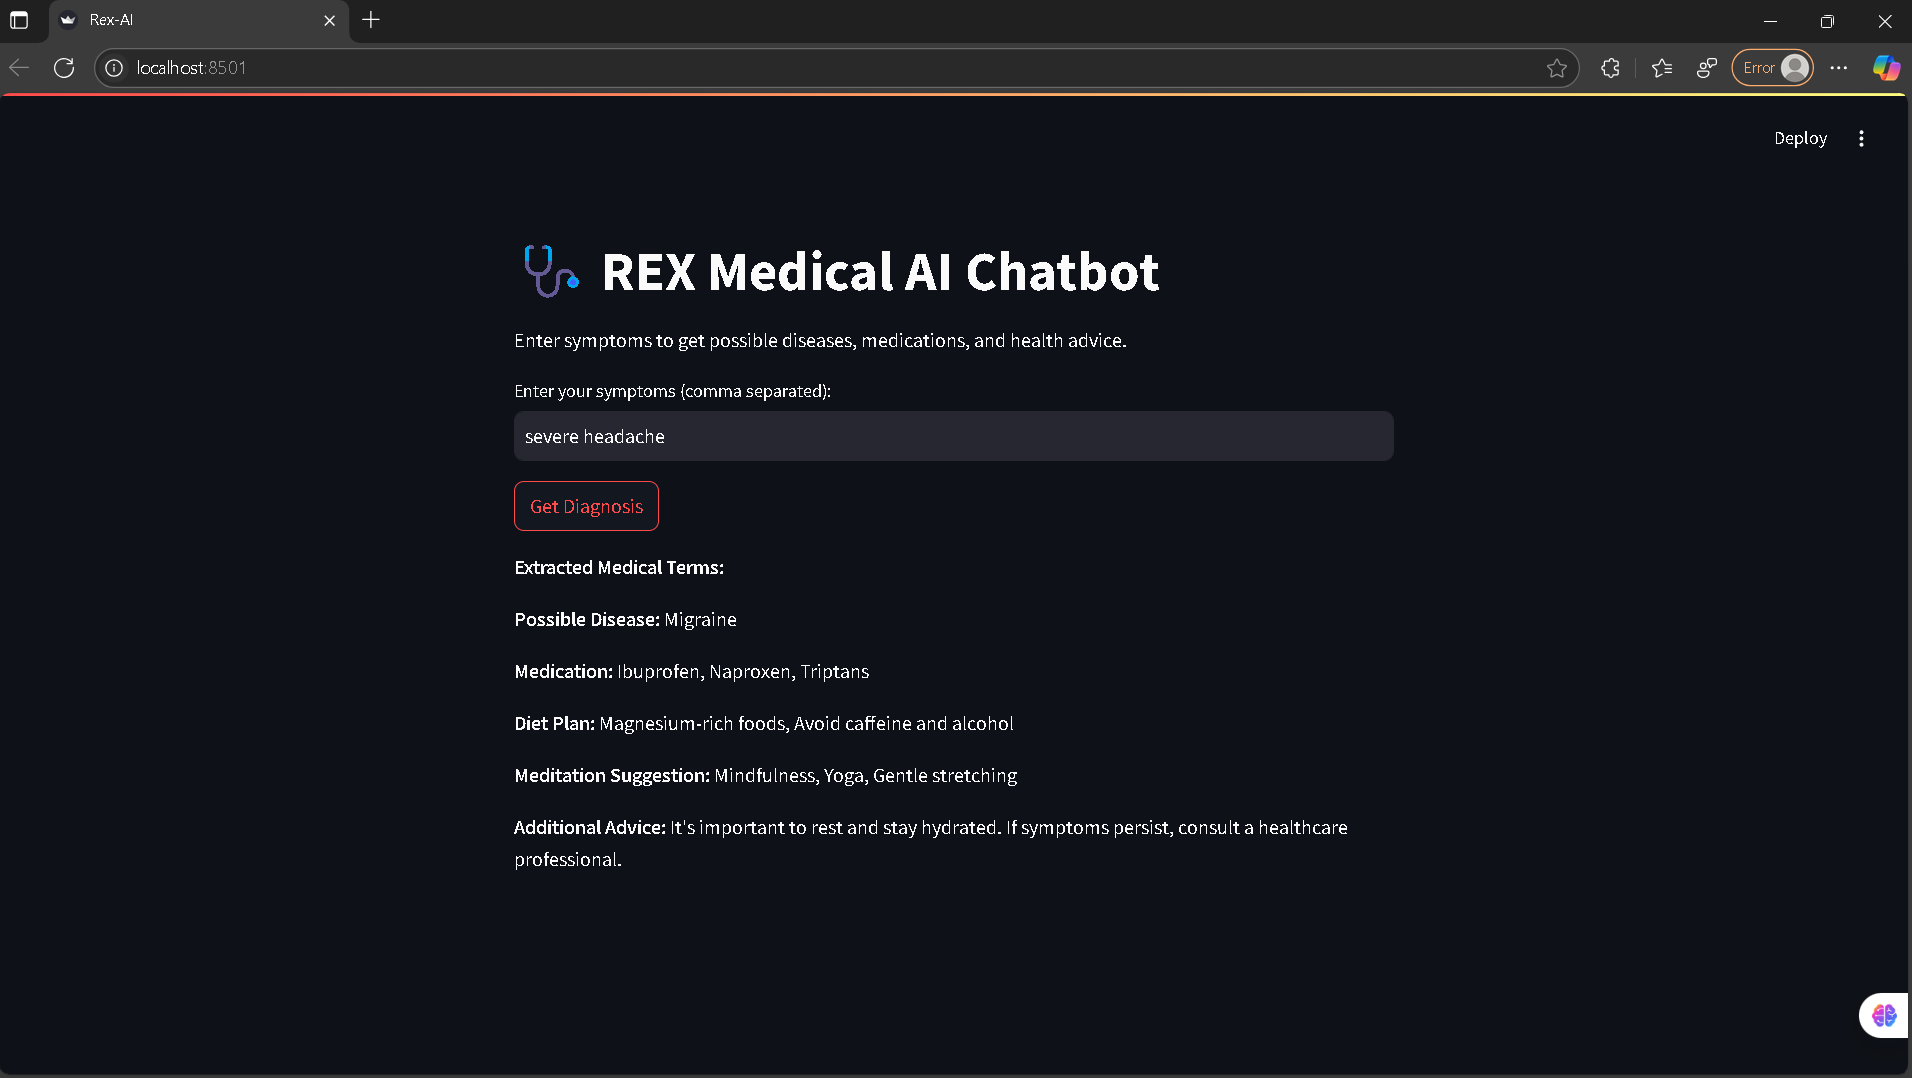 Rex-AI
localhost:8501
Error
Deploy
REX Medical AI Chatbot
Enter symptoms to get possible diseases, medications, and health advice.
Enter your symptoms (comma separated):
severe headache
Get Diagnosis
Extracted Medical Terms:
Possible Disease: Migraine
Medication: Ibuprofen, Naproxen, Triptans
Diet Plan: Magnesium-rich foods, Avoid caffeine and alcohol
Meditation Suggestion: Mindfulness, Yoga, Gentle stretching
Additional Advice: It's important to rest and stay hydrated. If symptoms persist, consult a healthcare
professional.